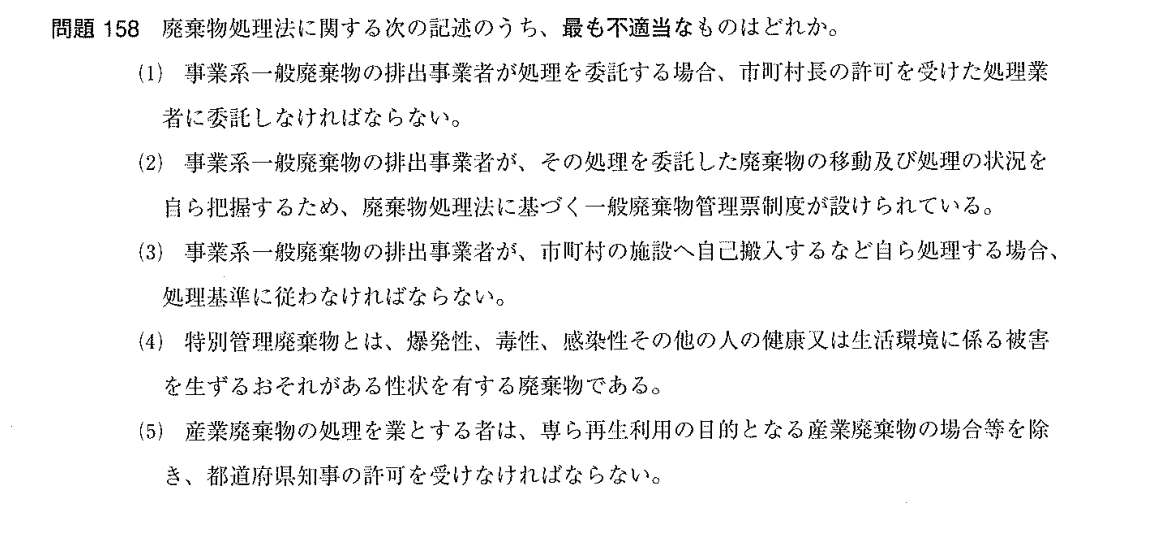 問題 158　廃棄物処理法に関する次の記述のうち、最も不適当なものはどれか。
(1)　事業系一般廃棄物の排出事業者が処理を委託する場合、市町村長の許可を受けた処理業
者に委託しなければならない。
(2)　事業系一般廃棄物の排出事業者が、その処理を委託した廃棄物の移動及び処理の状況を
自ら把握するため、廃棄物処理法に基づく一般廃棄物管理票制度が設けられている。
(3)　事業系一般廃棄物の排出事業者が、市町村の施設へ自己搬入するなど自ら処理する場合、
処理基準に従わなければならない。
(4)　特別管理廃棄物とは、爆発性、毒性、感染性その他の人の健康又は生活環境に係る被害
を生ずるおそれがある性状を有する廃棄物である。
(5)　産業廃棄物の処理を業とする者は、専ら再生利用の目的となる産業廃棄物の場合等を除
き、都道府県知事の許可を受けなければならない。